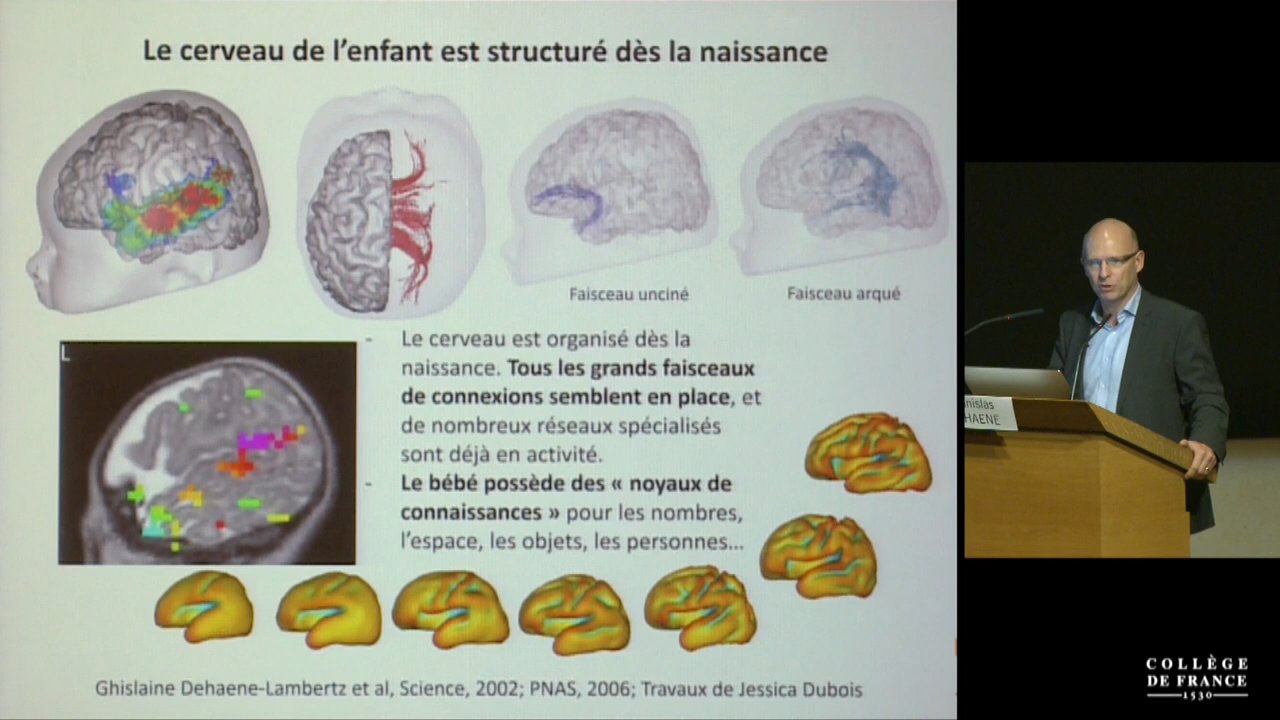 Le cerveau de l'enfant est structuré dès la naissance
Faisceau unciné
Faisceau arqué
L
- Le cerveau est organisé dès la
naissance. Tous les grands faisceaux
de connexions semblent en place, et
de nombreux réseaux spécialisés
sont déjà en activité.
- Le bébé possède des « noyaux de
connaissances » pour les nombres,
l'espace, les objets, les personnes...
Ghislaine Dehaene-Lambertz et al, Science, 2002; PNAS, 2006; Travaux de Jessica Dubois
nislas
HAENE
COLLÈGE
DE FRANCE
1530